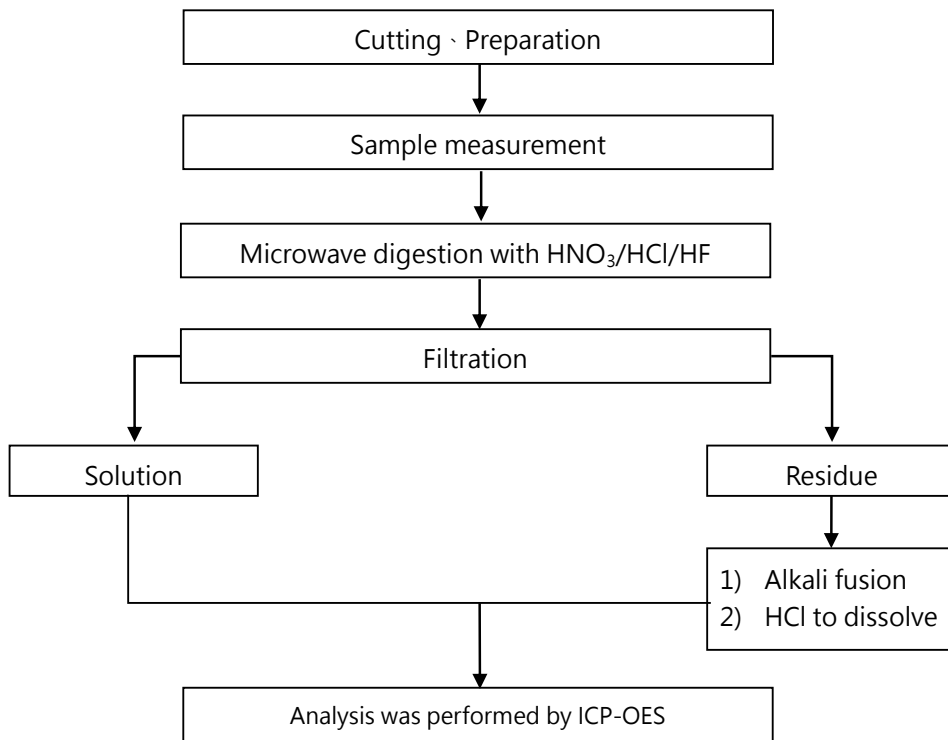 Cutting、Preparation
Sample measurement
Microwave digestion with HNO₃/HCl/HF
Filtration
Solution
Residue
1) Alkali fusion
2) HCl to dissolve
Analysis was performed by ICP-OES